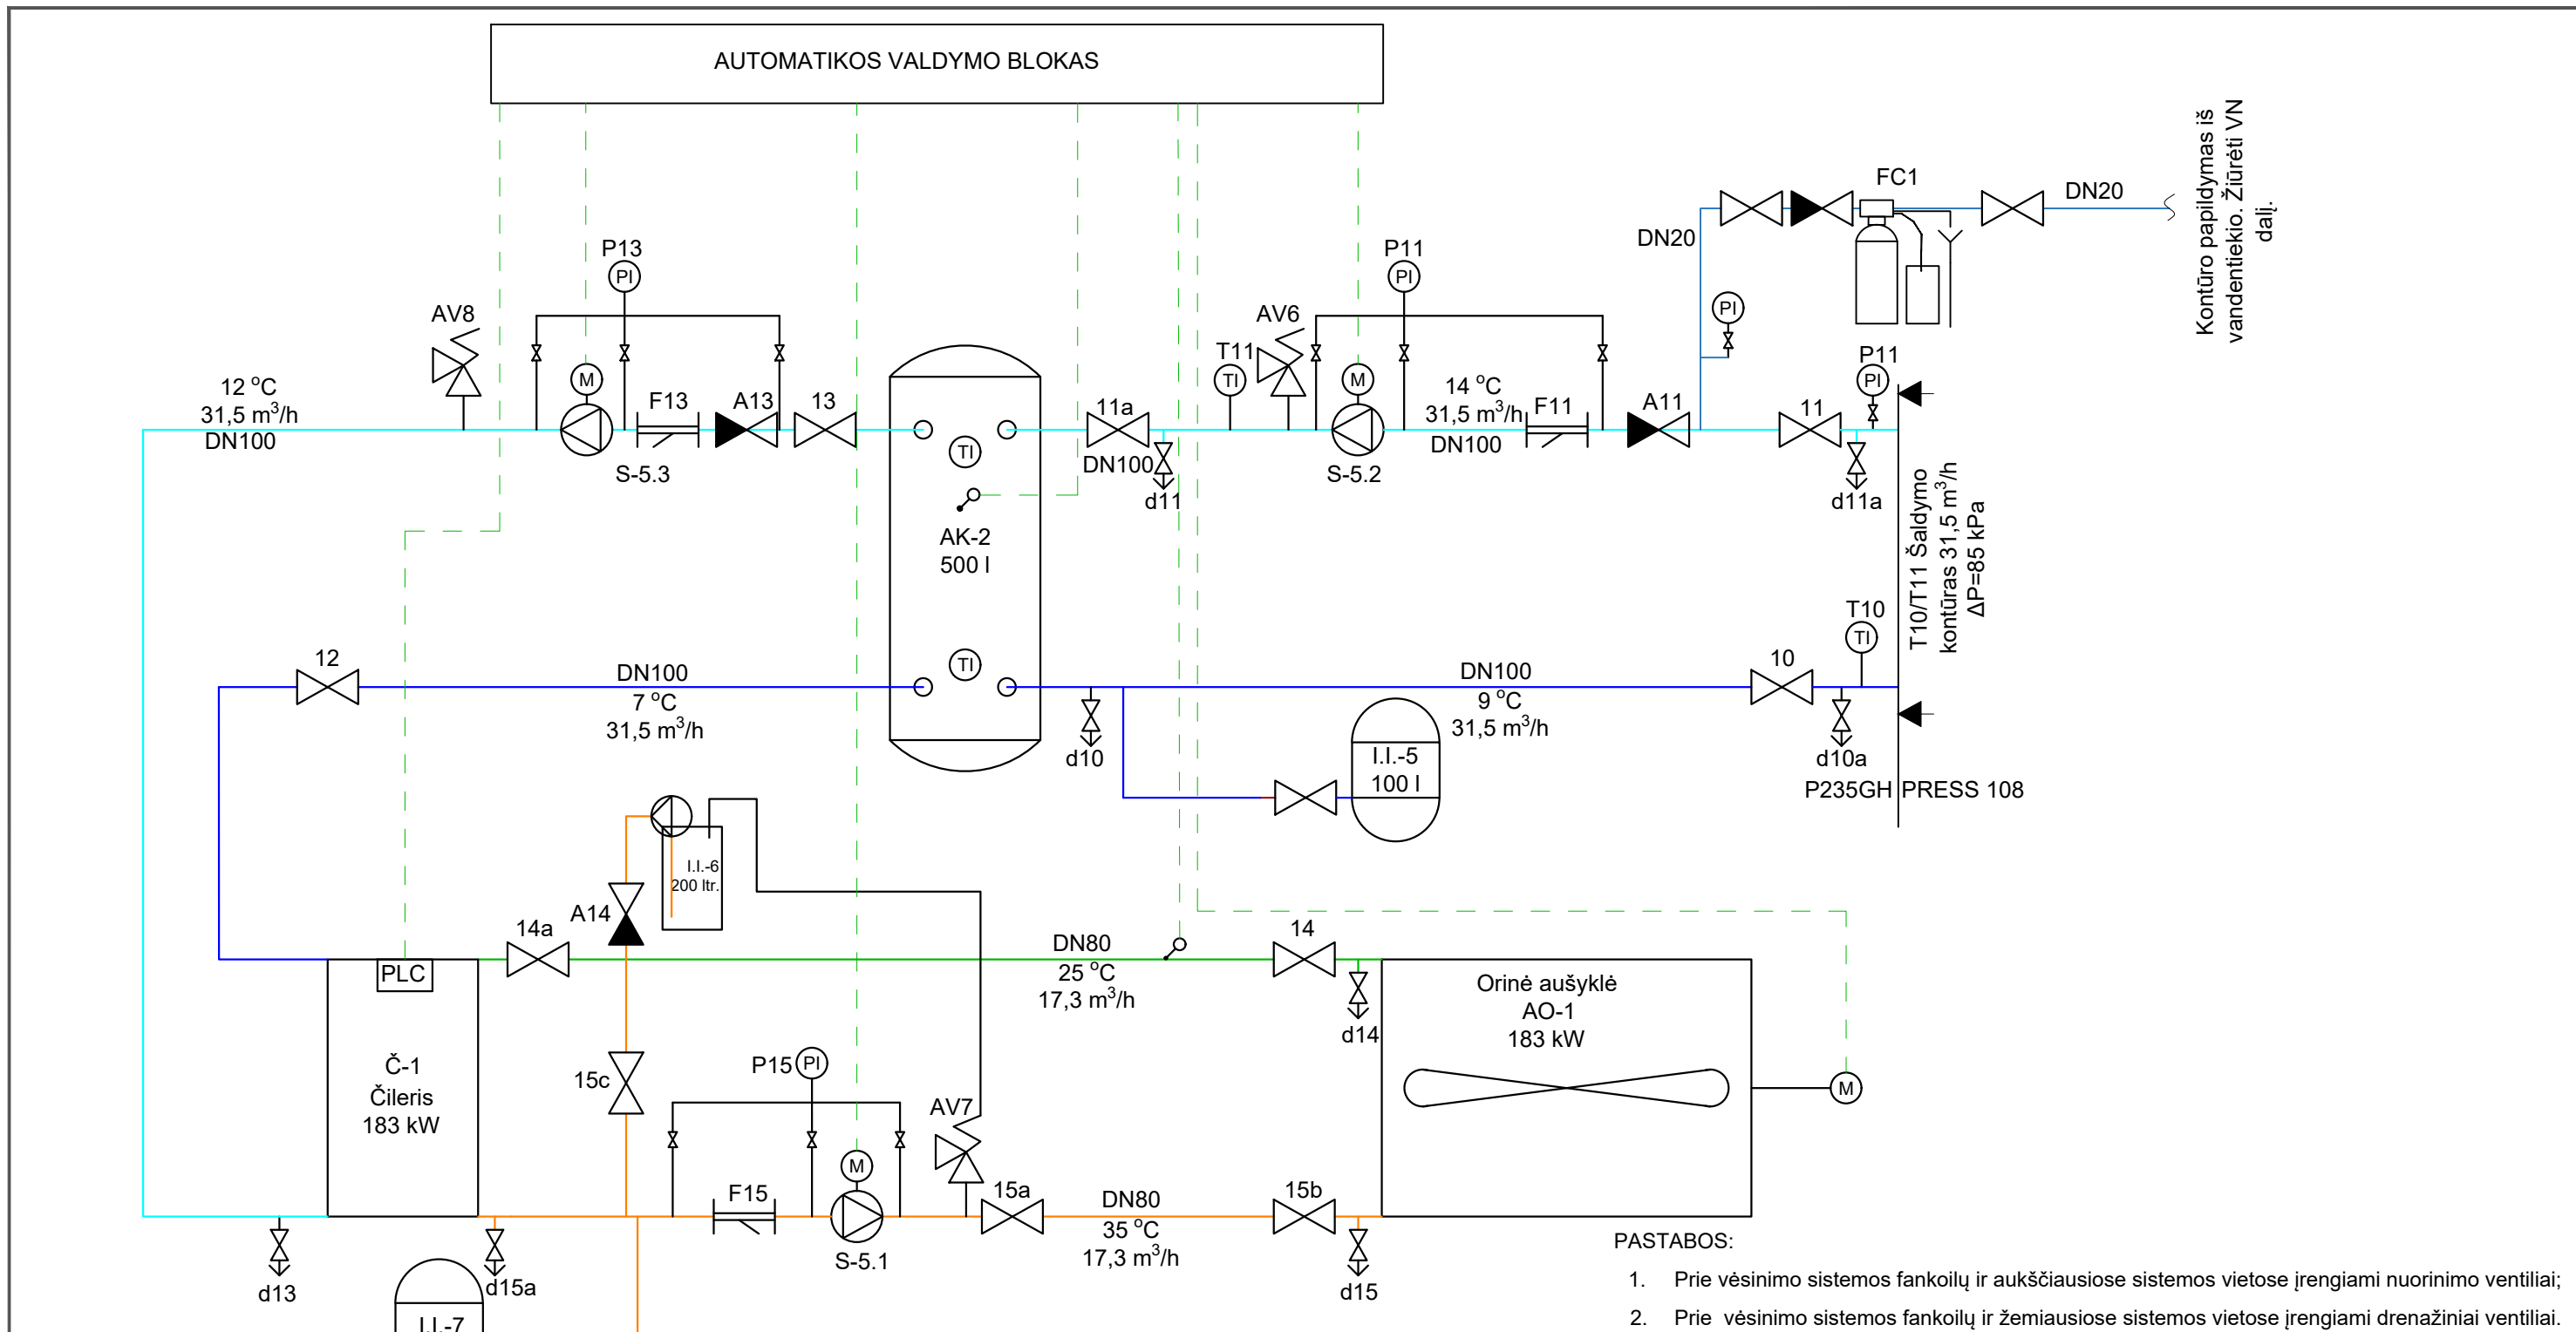 AUTOMATIKOS VALDYMO BLOKAS
Kontūro papildymas iš
vandentiekio. Žiūrėti VN
dalį.
FC1
DN20
DN20
P13
PI
P11
PI
PI
AV8
AV6
T11
TI
P11
PI
12 °C
31,5 m³/h
DN100
M
F13
A13
13
S-5.3
11a
DN100
d11
M
S-5.2
14 °C
31,5 m³/h
DN100
F11
A11
11
d11a
TI
AK-2
500 l
TI
T10/T11 Šaldymo
kontūras 31,5 m³/h
ΔP=85 kPa
12
DN100
7 °C
31,5 m³/h
d10
DN100
9 °C
31,5 m³/h
10
T10
TI
d10a
I.I.-5
100 l
P235GH PRESS 108
I.I.-6
200 ltr.
A14
14a
DN80
25 °C
17,3 m³/h
14
d14
PLC
Č-1
Čileris
183 kW
Orinė aušyklė
AO-1
183 kW
M
15c
P15
PI
AV7
M
F15
S-5.1
15a
DN80
35 °C
17,3 m³/h
15b
d15
d13
d15a
I.I.-7
PASTABOS:
1. Prie vėsinimo sistemos fankoilų ir aukščiausiose sistemos vietose įrengiami nuorinimo ventiliai;
2. Prie vėsinimo sistemos fankoilų ir žemiausiose sistemos vietose įrengiami drenažiniai ventiliai.